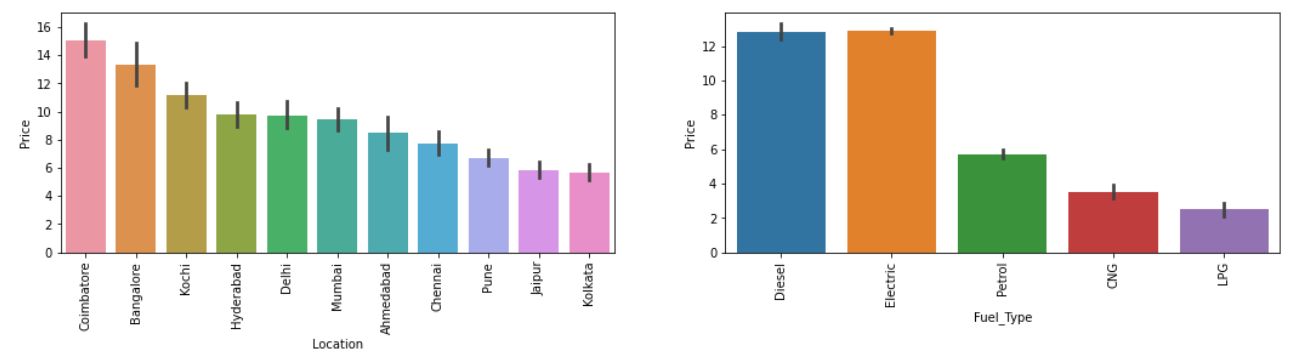 16
14
12
10
8
6
4
2
0
Price
Coimbatore
Bangalore
Kochi
Hyderabad
Delhi
Mumbai
Ahmedabad
Chennai
Pune
Jaipur
Kolkata
Location
12
10
8
6
4
2
0
Price
Diesel
Electric
Petrol
CNG
LPG
Fuel_Type